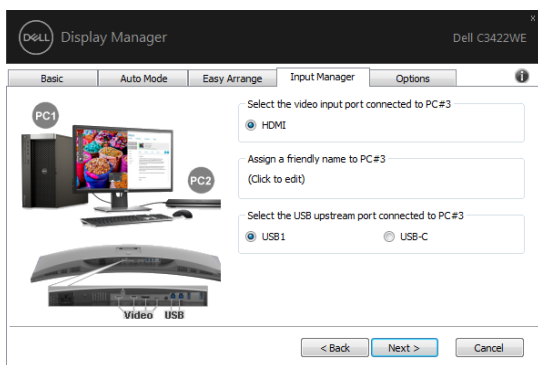 DELL Display Manager
Dell C3422WE
x
Basic Auto Mode Easy Arrange Input Manager Options
PC1
PC2
Video USB
Select the video input port connected to PC#3
HDMI
Assign a friendly name to PC#3
(Click to edit)
Select the USB upstream port connected to PC#3
USB1 USB-C
< Back Next > Cancel